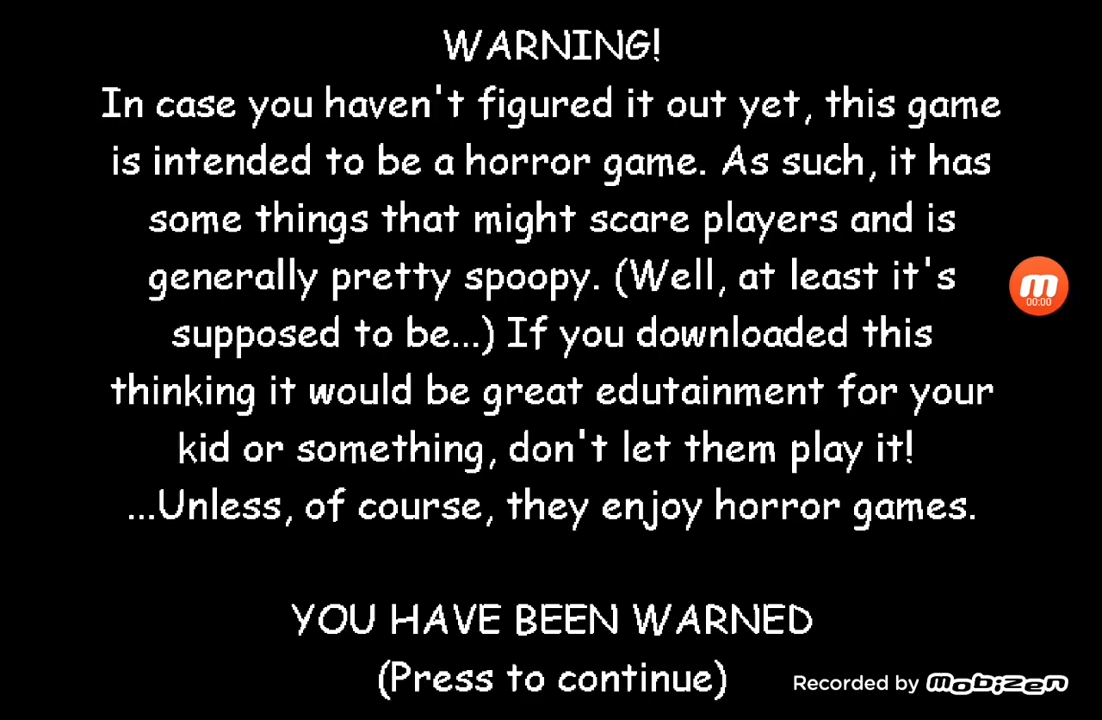 WARNING!
In case you haven't figured it out yet, this game
is intended to be a horror game. As such, it has
some things that might scare players and is
generally pretty spoopy. (Well, at least it's
supposed to be...) If you downloaded this
thinking it would be great edutainment for your
kid or something, don't let them play it!
...Unless, of course, they enjoy horror games.
YOU HAVE BEEN WARNED
(Press to continue)
m
00:00
Recorded by mobizen